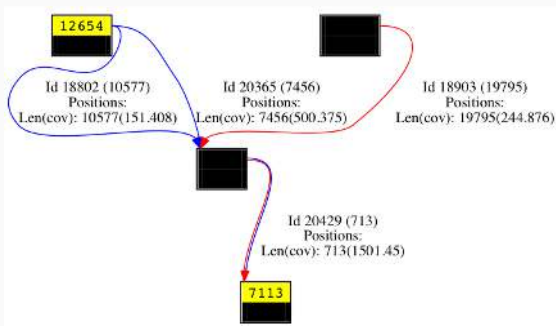 12654
Id 18802 (10577)
Positions:
Len(cov): 10577(151.408)
Id 20365 (7456)
Positions:
Len(cov): 7456(500.375)
Id 18903 (19795)
Positions:
Len(cov): 19795(244.876)
Id 20429 (713)
Positions:
Len(cov): 713(1501.45)
7113